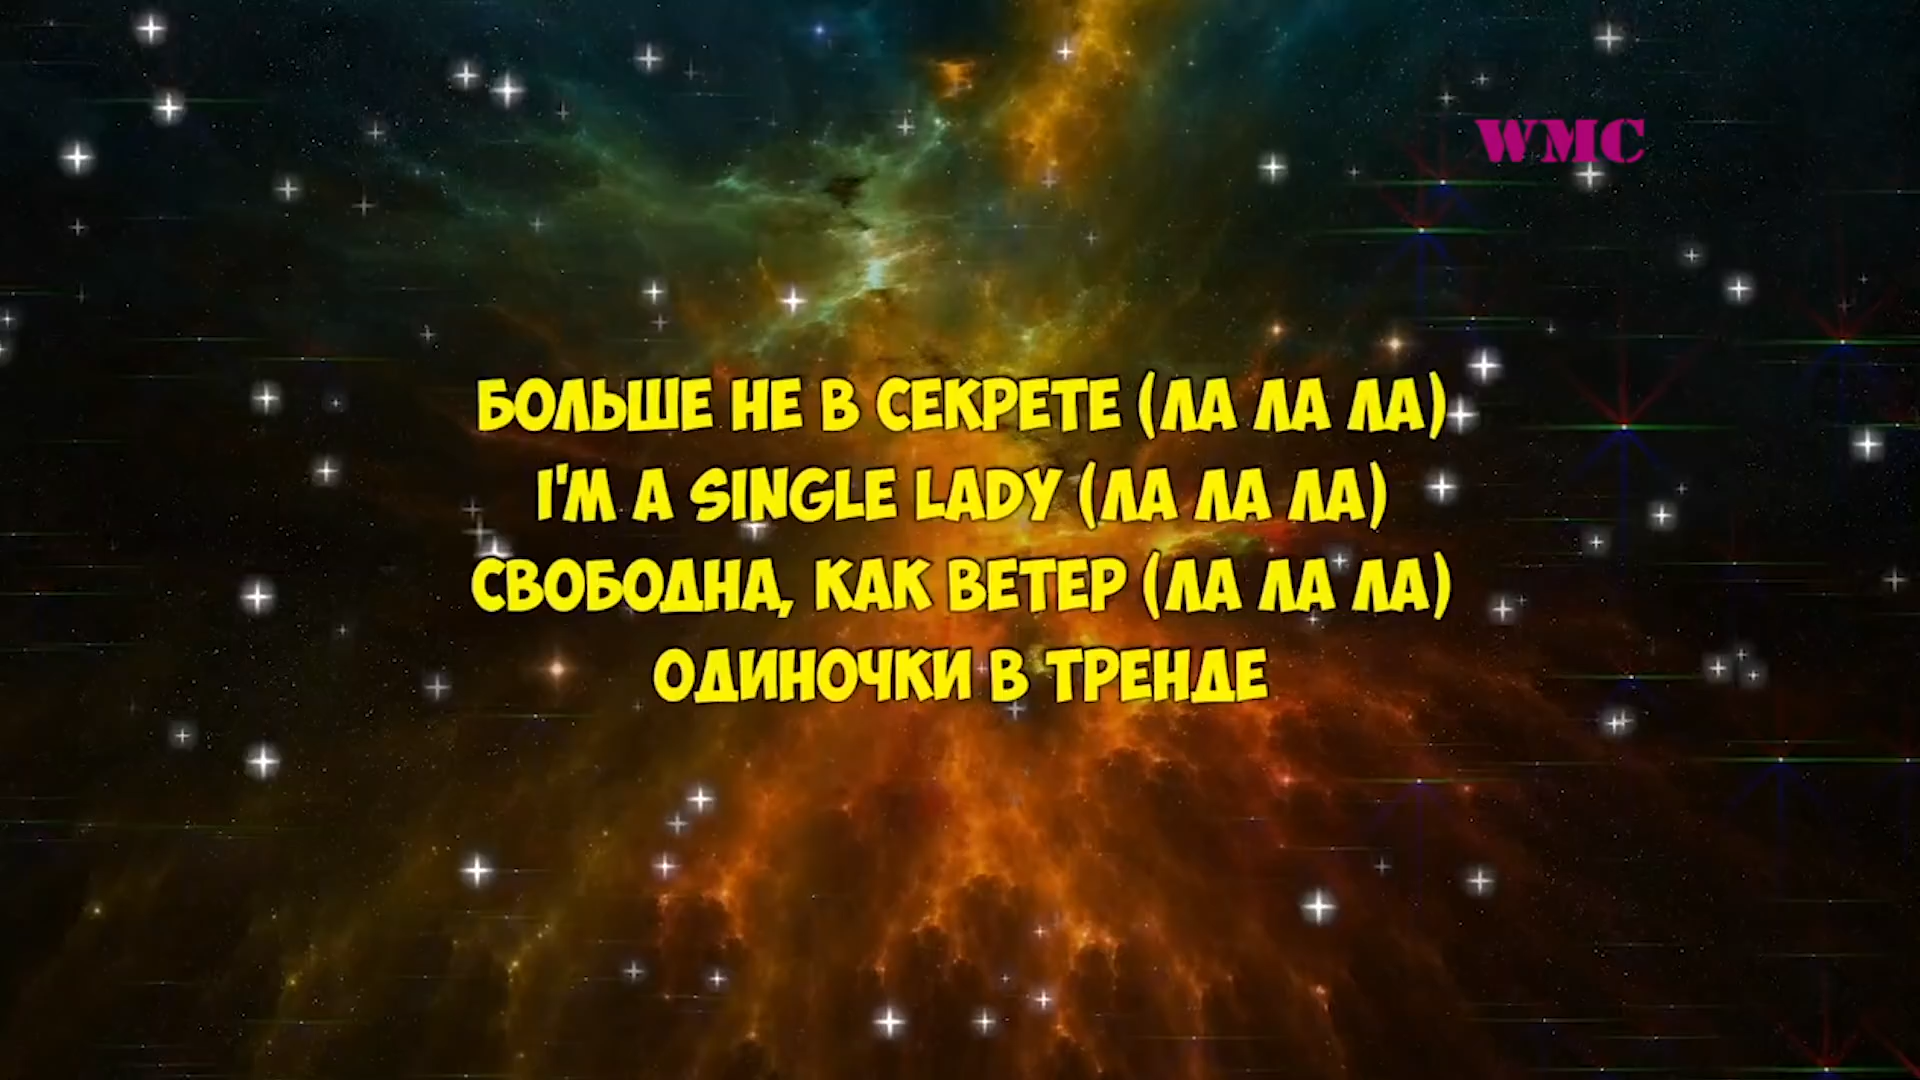 WMC
БОЛЬШЕ НЕ В СЕКРЕТЕ (ЛА ЛА ЛА)
I'M A SINGLE LADY (ЛА ЛА ЛА)
СВОБОДНА, КАК ВЕТЕР (ЛА ЛА ЛА)
ОДИНОЧКИ В ТРЕНДЕ